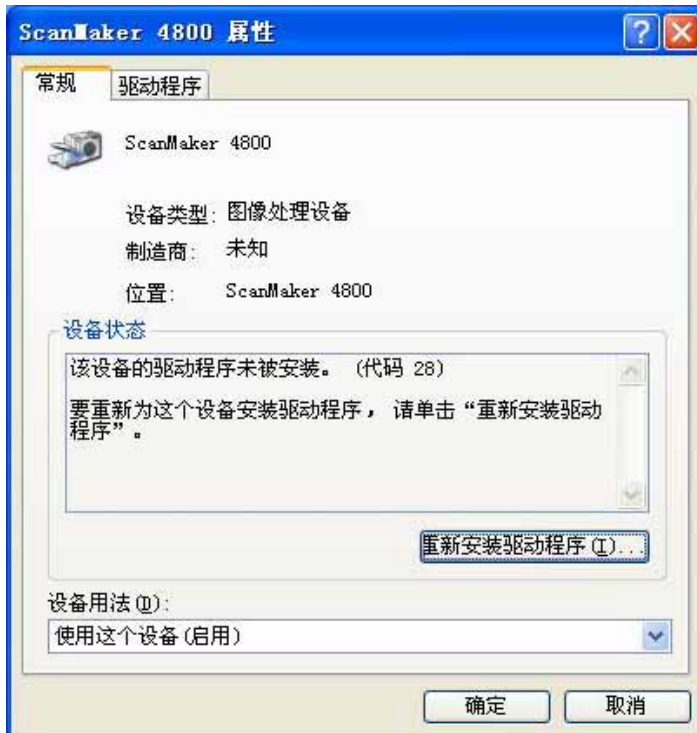 ScanMaker 4800 属性
常规
驱动程序
ScanMaker 4800
设备类型: 图像处理设备
制造商: 未知
位置: ScanMaker 4800
设备状态
该设备的驱动程序未被安装。 (代码 28)
要重新为这个设备安装驱动程序， 请单击“重新安装驱动
程序”。
重新安装驱动程序(I)...
设备用法(D):
使用这个设备(启用)
确定
取消